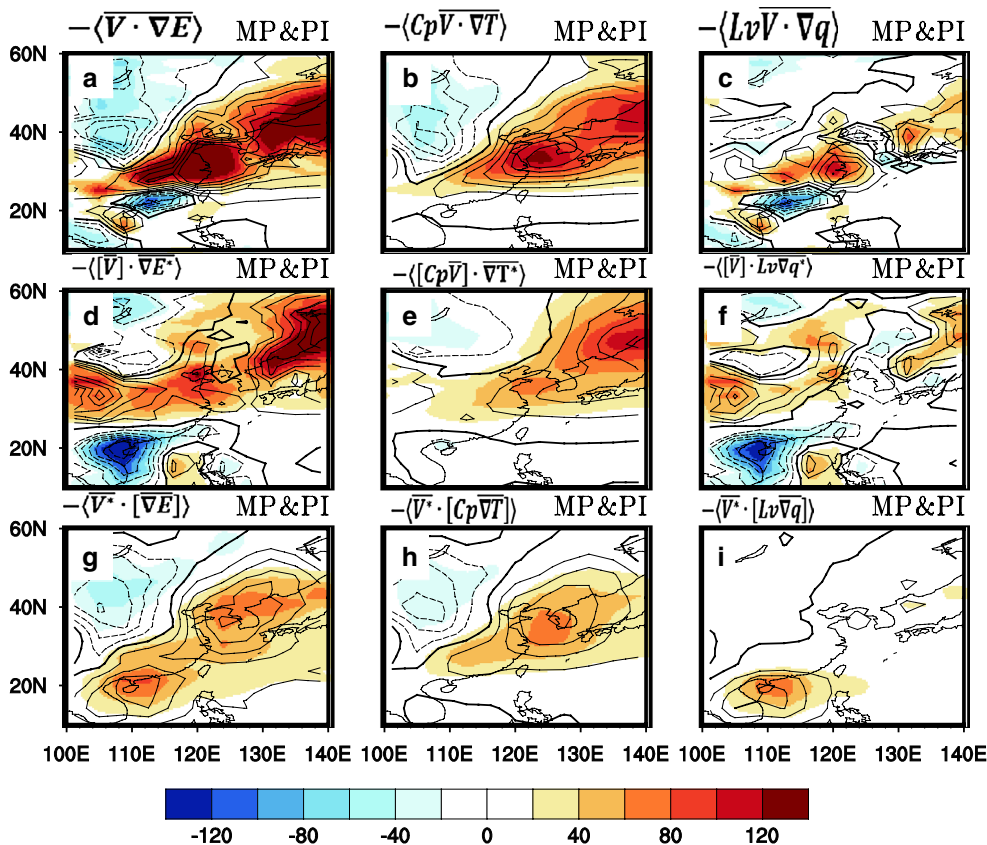 −⟨V̅ ·̅ ∇̅E̅⟩ MP&PI −⟨CpV̅ ·̅ ∇̅T̅⟩ MP&PI −⟨LvV̅ ·̅ ∇̅q̅⟩ MP&PI
60N a b c
40N
20N
−⟨[V̅] · ∇̅E̅*⟩ MP&PI −⟨[CpV̅] · ∇̅T̅*⟩ MP&PI −⟨[V̅] · Lv∇̅q̅*⟩ MP&PI
60N d e f
40N
20N
−⟨V̅* · [∇̅E̅]⟩ MP&PI −⟨V̅* · [Cp∇̅T̅]⟩ MP&PI −⟨V̅* · [Lv∇̅q̅]⟩ MP&PI
60N g h i
40N
20N
100E 110E 120E 130E 140E 100E 110E 120E 130E 140E 100E 110E 120E 130E 140E
-120 -80 -40 0 40 80 120